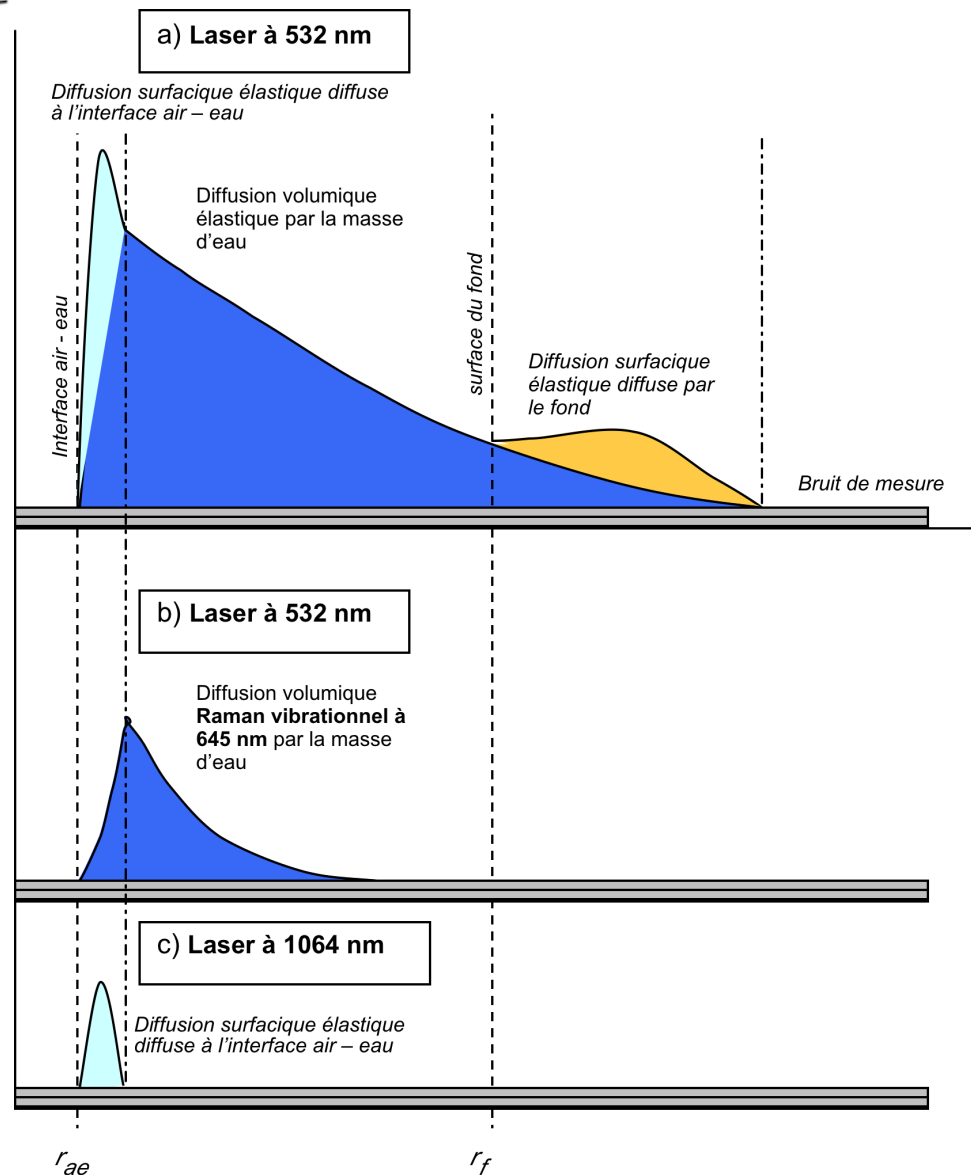 a) Laser à 532 nm
Diffusion surfacique élastique diffuse
à l'interface air – eau
Diffusion volumique
élastique par la masse
d'eau
Interface air - eau
surface du fond
Diffusion surfacique
élastique diffuse par
le fond
Bruit de mesure
b) Laser à 532 nm
Diffusion volumique
Raman vibrationnel à
645 nm par la masse
d'eau
c) Laser à 1064 nm
Diffusion surfacique élastique
diffuse à l'interface air – eau
r_ae
r_f